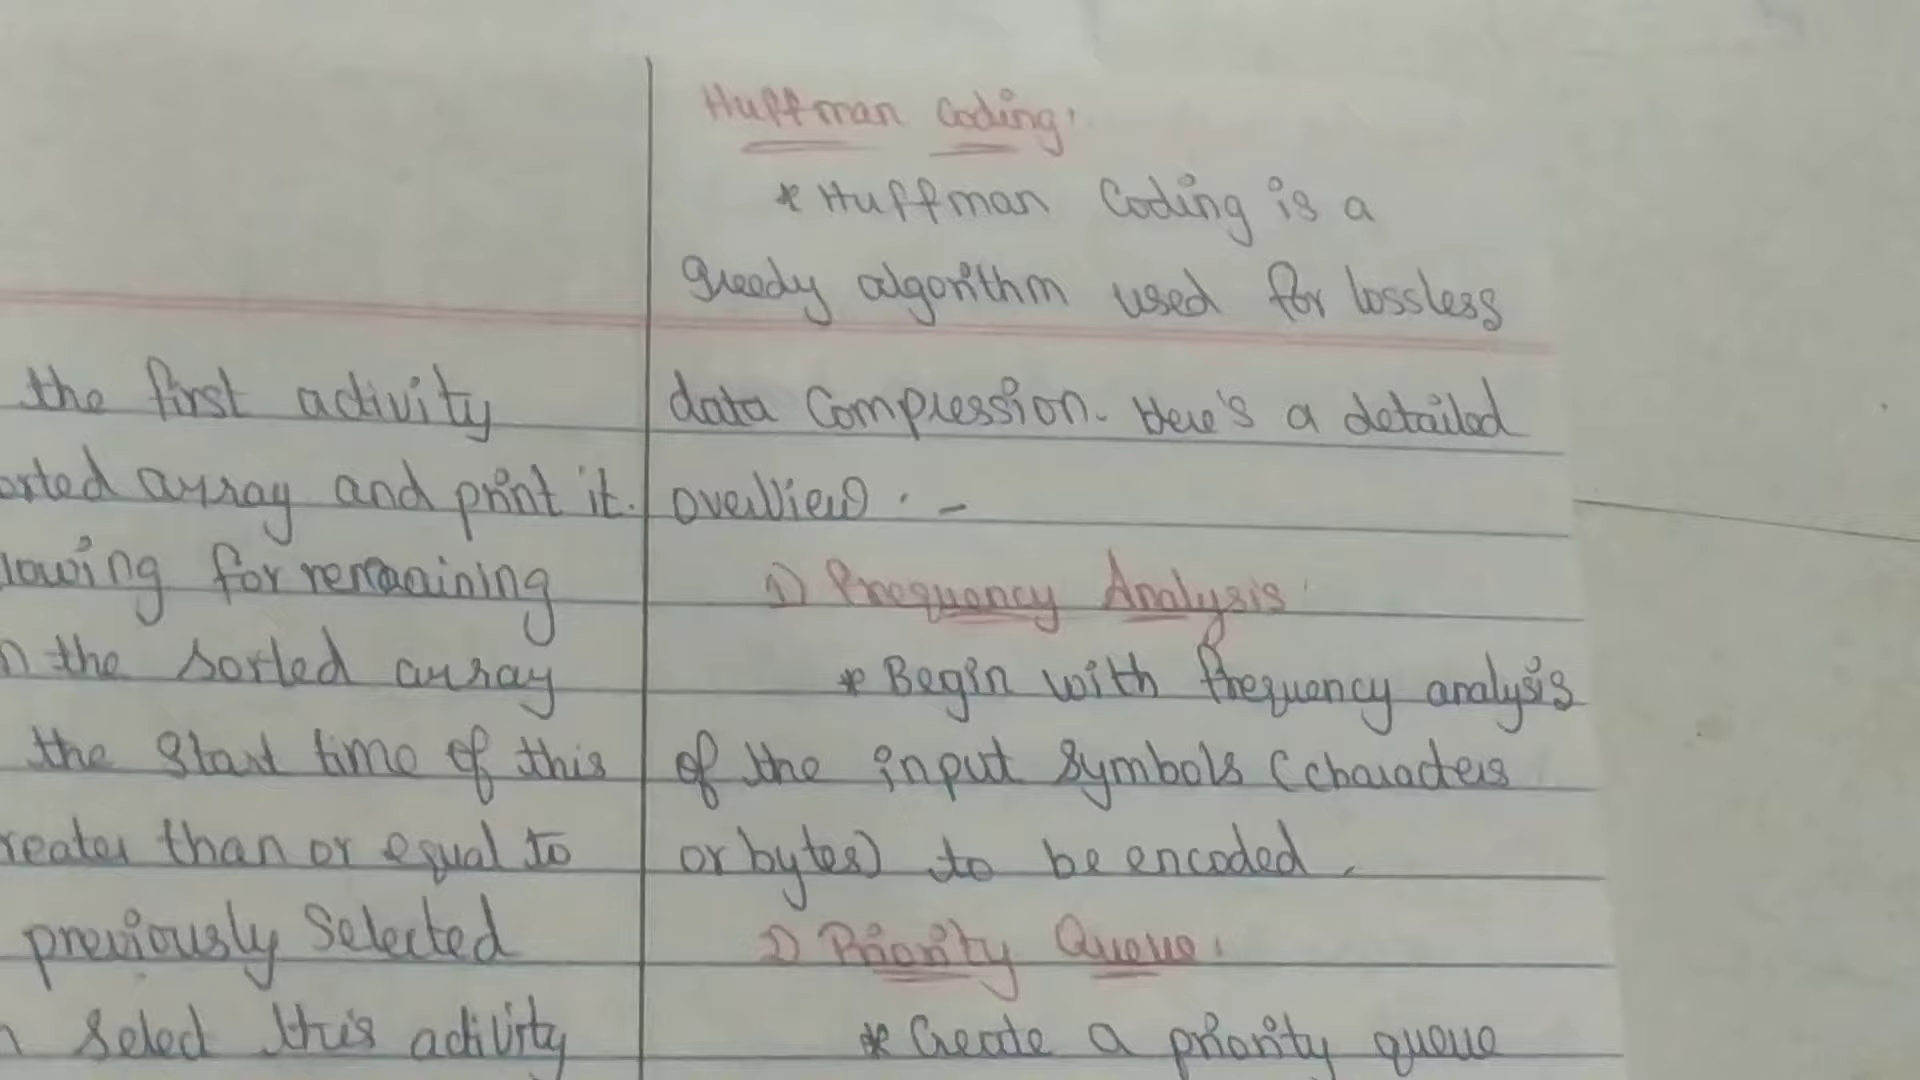 the first activity
orted array and print it.
lowing for remaaining
n the sorted array
the start time of this
reater than or equal to
previously selected
n select this activity
Huffman Coding:
* Huffman Coding is a
greedy algorithm used for lossless
data Compression. Here's a detailed
overview :-
1) Frequency Analysis:
* Begin with frequency analysis
of the input symbols (characters
or bytes) to be encoded.
2) Priority Queue:
* Create a priority queue